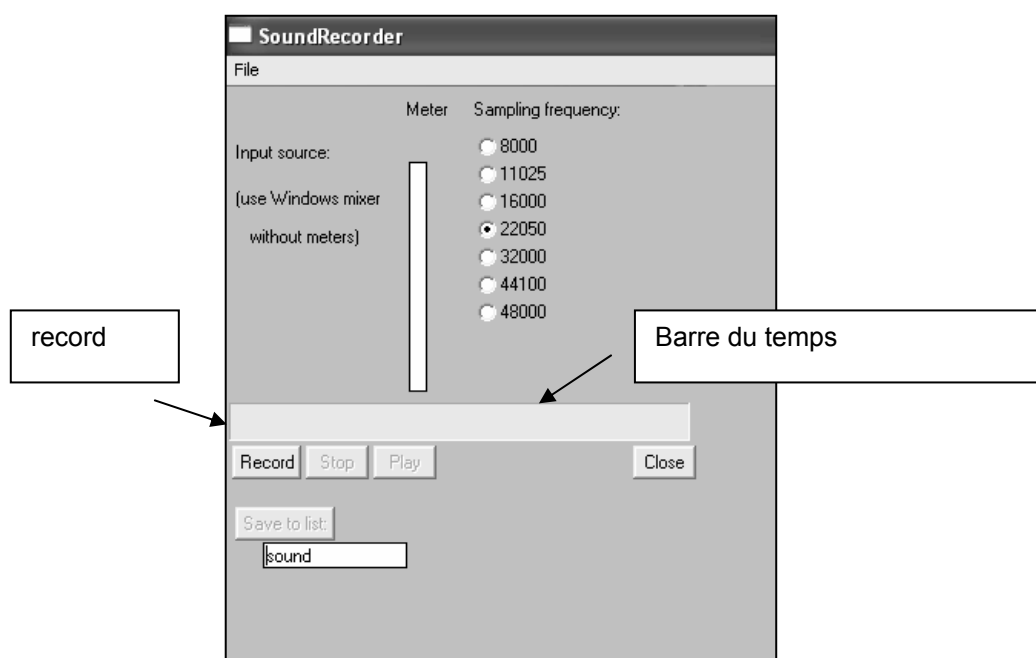 SoundRecorder
File
Meter
Sampling frequency:
Input source:
(use Windows mixer
without meters)
8000
11025
16000
22050
32000
44100
48000
record
Barre du temps
Record
Stop
Play
Close
Save to list:
sound